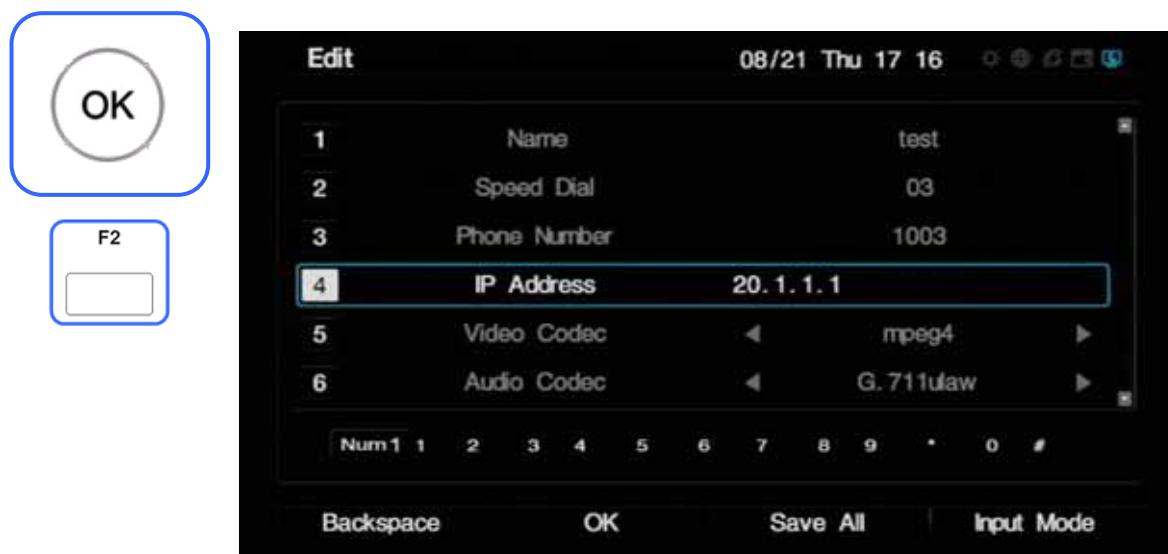 OK
F2
Edit 08/21 Thu 17 16
1 Name test
2 Speed Dial 03
3 Phone Number 1003
4 IP Address 20.1.1.1
5 Video Codec ◀ mpeg4 ▶
6 Audio Codec ◀ G.711ulaw ▶
Num1 1 2 3 4 5 6 7 8 9 * 0 #
Backspace OK Save All Input Mode